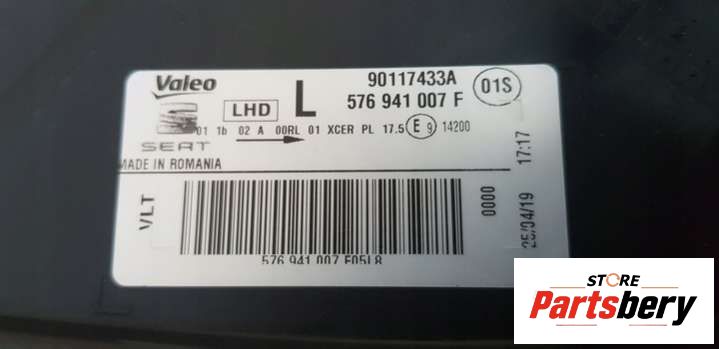 Valeo
90117433A
01S
LHD
L
576 941 007 F
01 1b 02 A 00RL 01 XCER PL 17.5 E 9 14200
SEAT
MADE IN ROMANIA
VLT
0000
25/04/19 17:17
576 941 007 F05L8
STORE
Partsbery